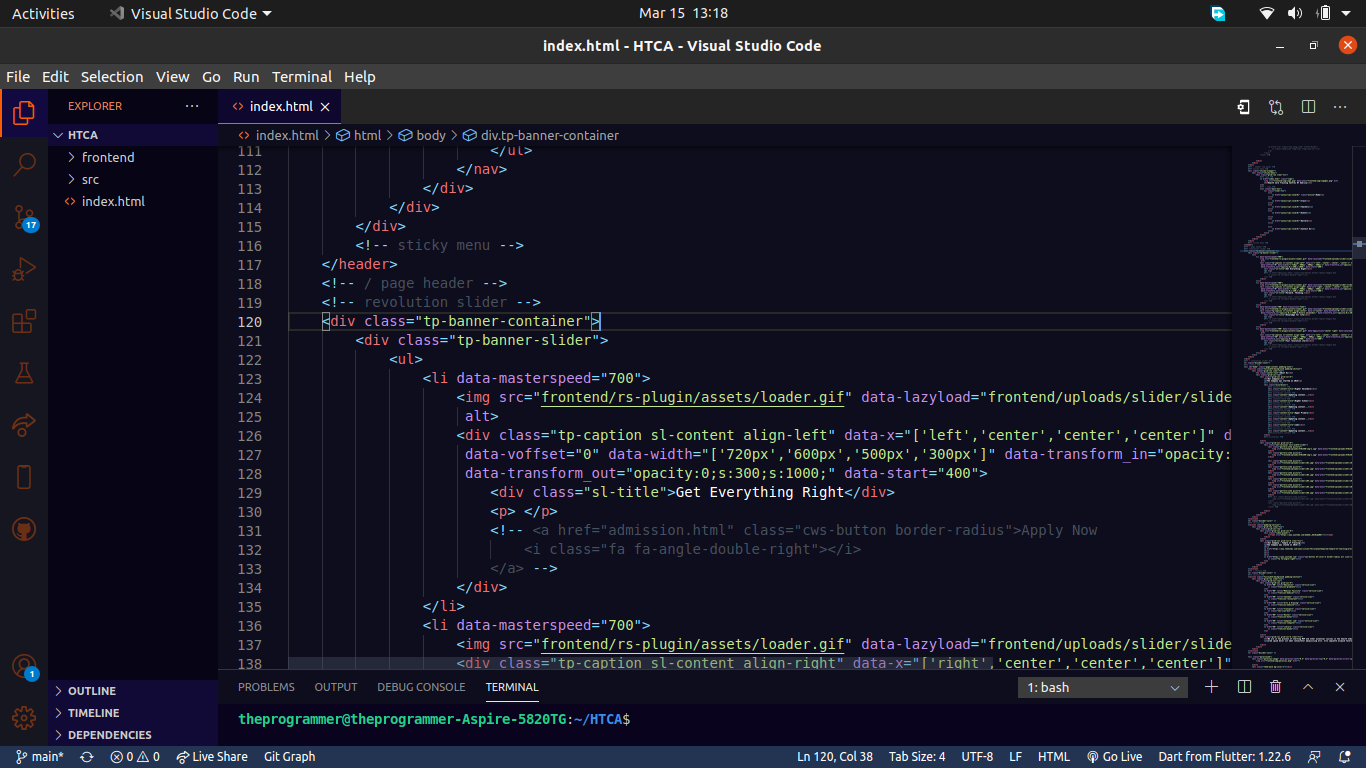 Activities Visual Studio Code Mar 15 13:18
index.html - HTCA - Visual Studio Code
File Edit Selection View Go Run Terminal Help
EXPLORER
HTCA
frontend
src
index.html
17
1
OUTLINE
TIMELINE
DEPENDENCIES
index.html
index.html html body div.tp-banner-container
111 </ul>
112 </nav>
113 </div>
114 </div>
115 </div>
116 <!-- sticky menu -->
117 </header>
118 <!-- / page header -->
119 <!-- revolution slider -->
120 <div class="tp-banner-container">
121 <div class="tp-banner-slider">
122 <ul>
123 <li data-masterspeed="700">
124 <img src="frontend/rs-plugin/assets/loader.gif" data-lazyload="frontend/uploads/slider/slide
125 alt>
126 <div class="tp-caption sl-content align-left" data-x="['left','center','center','center']" d
127 data-voffset="0" data-width="['720px','600px','500px','300px']" data-transform_in="opacity:
128 data-transform_out="opacity:0;s:300;s:1000;" data-start="400">
129 <div class="sl-title">Get Everything Right</div>
130 <p> </p>
131 <!-- <a href="admission.html" class="cws-button border-radius">Apply Now
132 <i class="fa fa-angle-double-right"></i>
133 </a> -->
134 </div>
135 </li>
136 <li data-masterspeed="700">
137 <img src="frontend/rs-plugin/assets/loader.gif" data-lazyload="frontend/uploads/slider/slide
138 <div class="tp-caption sl-content align-right" data-x="['right','center','center','center']"
PROBLEMS OUTPUT DEBUG CONSOLE TERMINAL 1: bash
theprogrammer@theprogrammer-Aspire-5820TG:~/HTCA$
main* 0 0 Live Share Git Graph Ln 120, Col 38 Tab Size: 4 UTF-8 LF HTML Go Live Dart from Flutter: 1.22.6